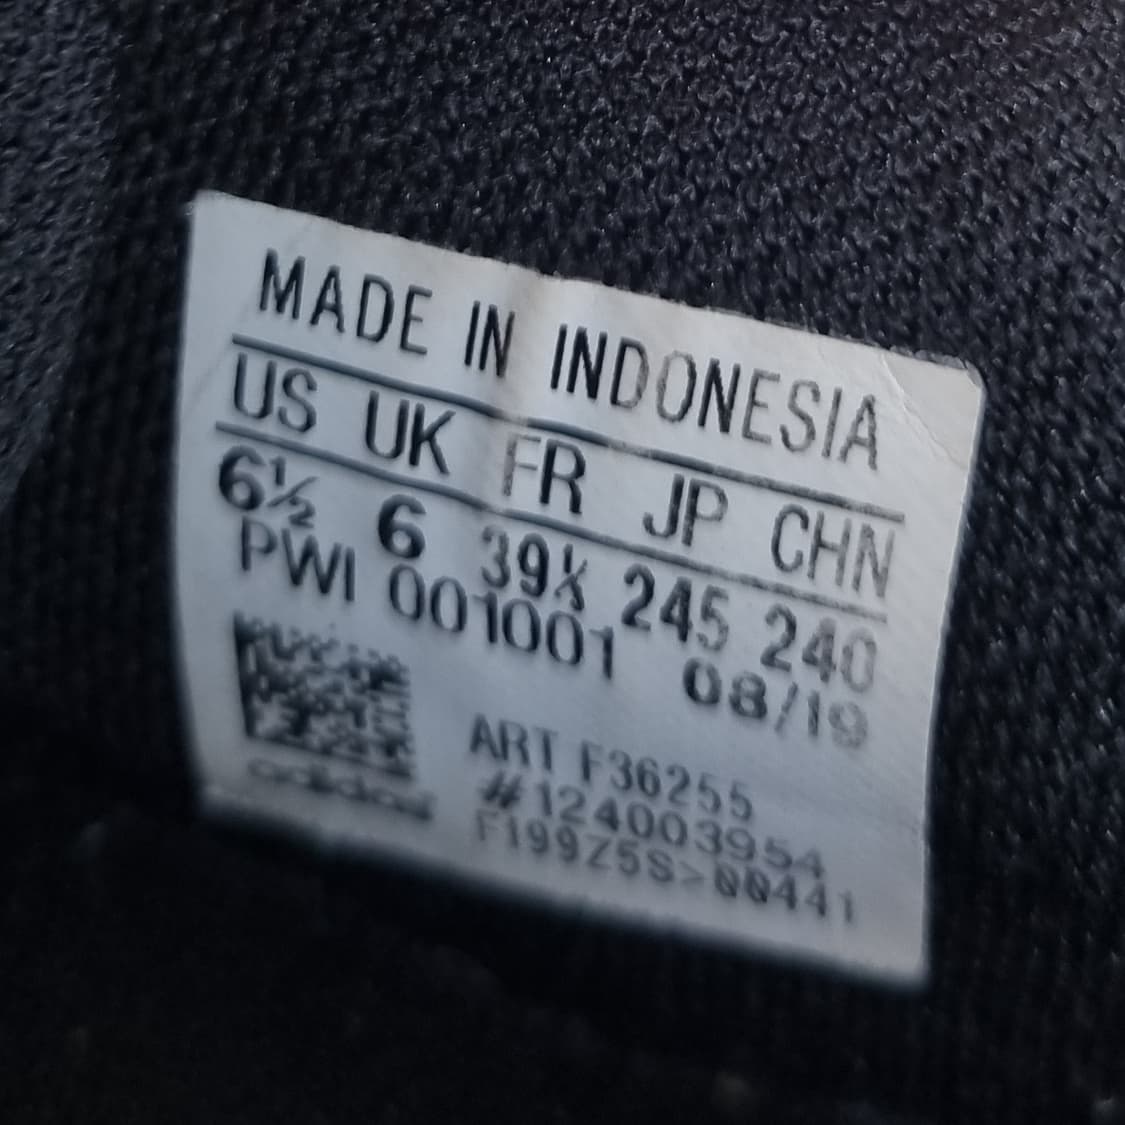 MADE IN INDONESIA
US UK FR JP CHN
6½ 6 39⅓ 245 240
PWI 001001 08/19
ART F36255
#124003954
F199Z5S>00441
adidas